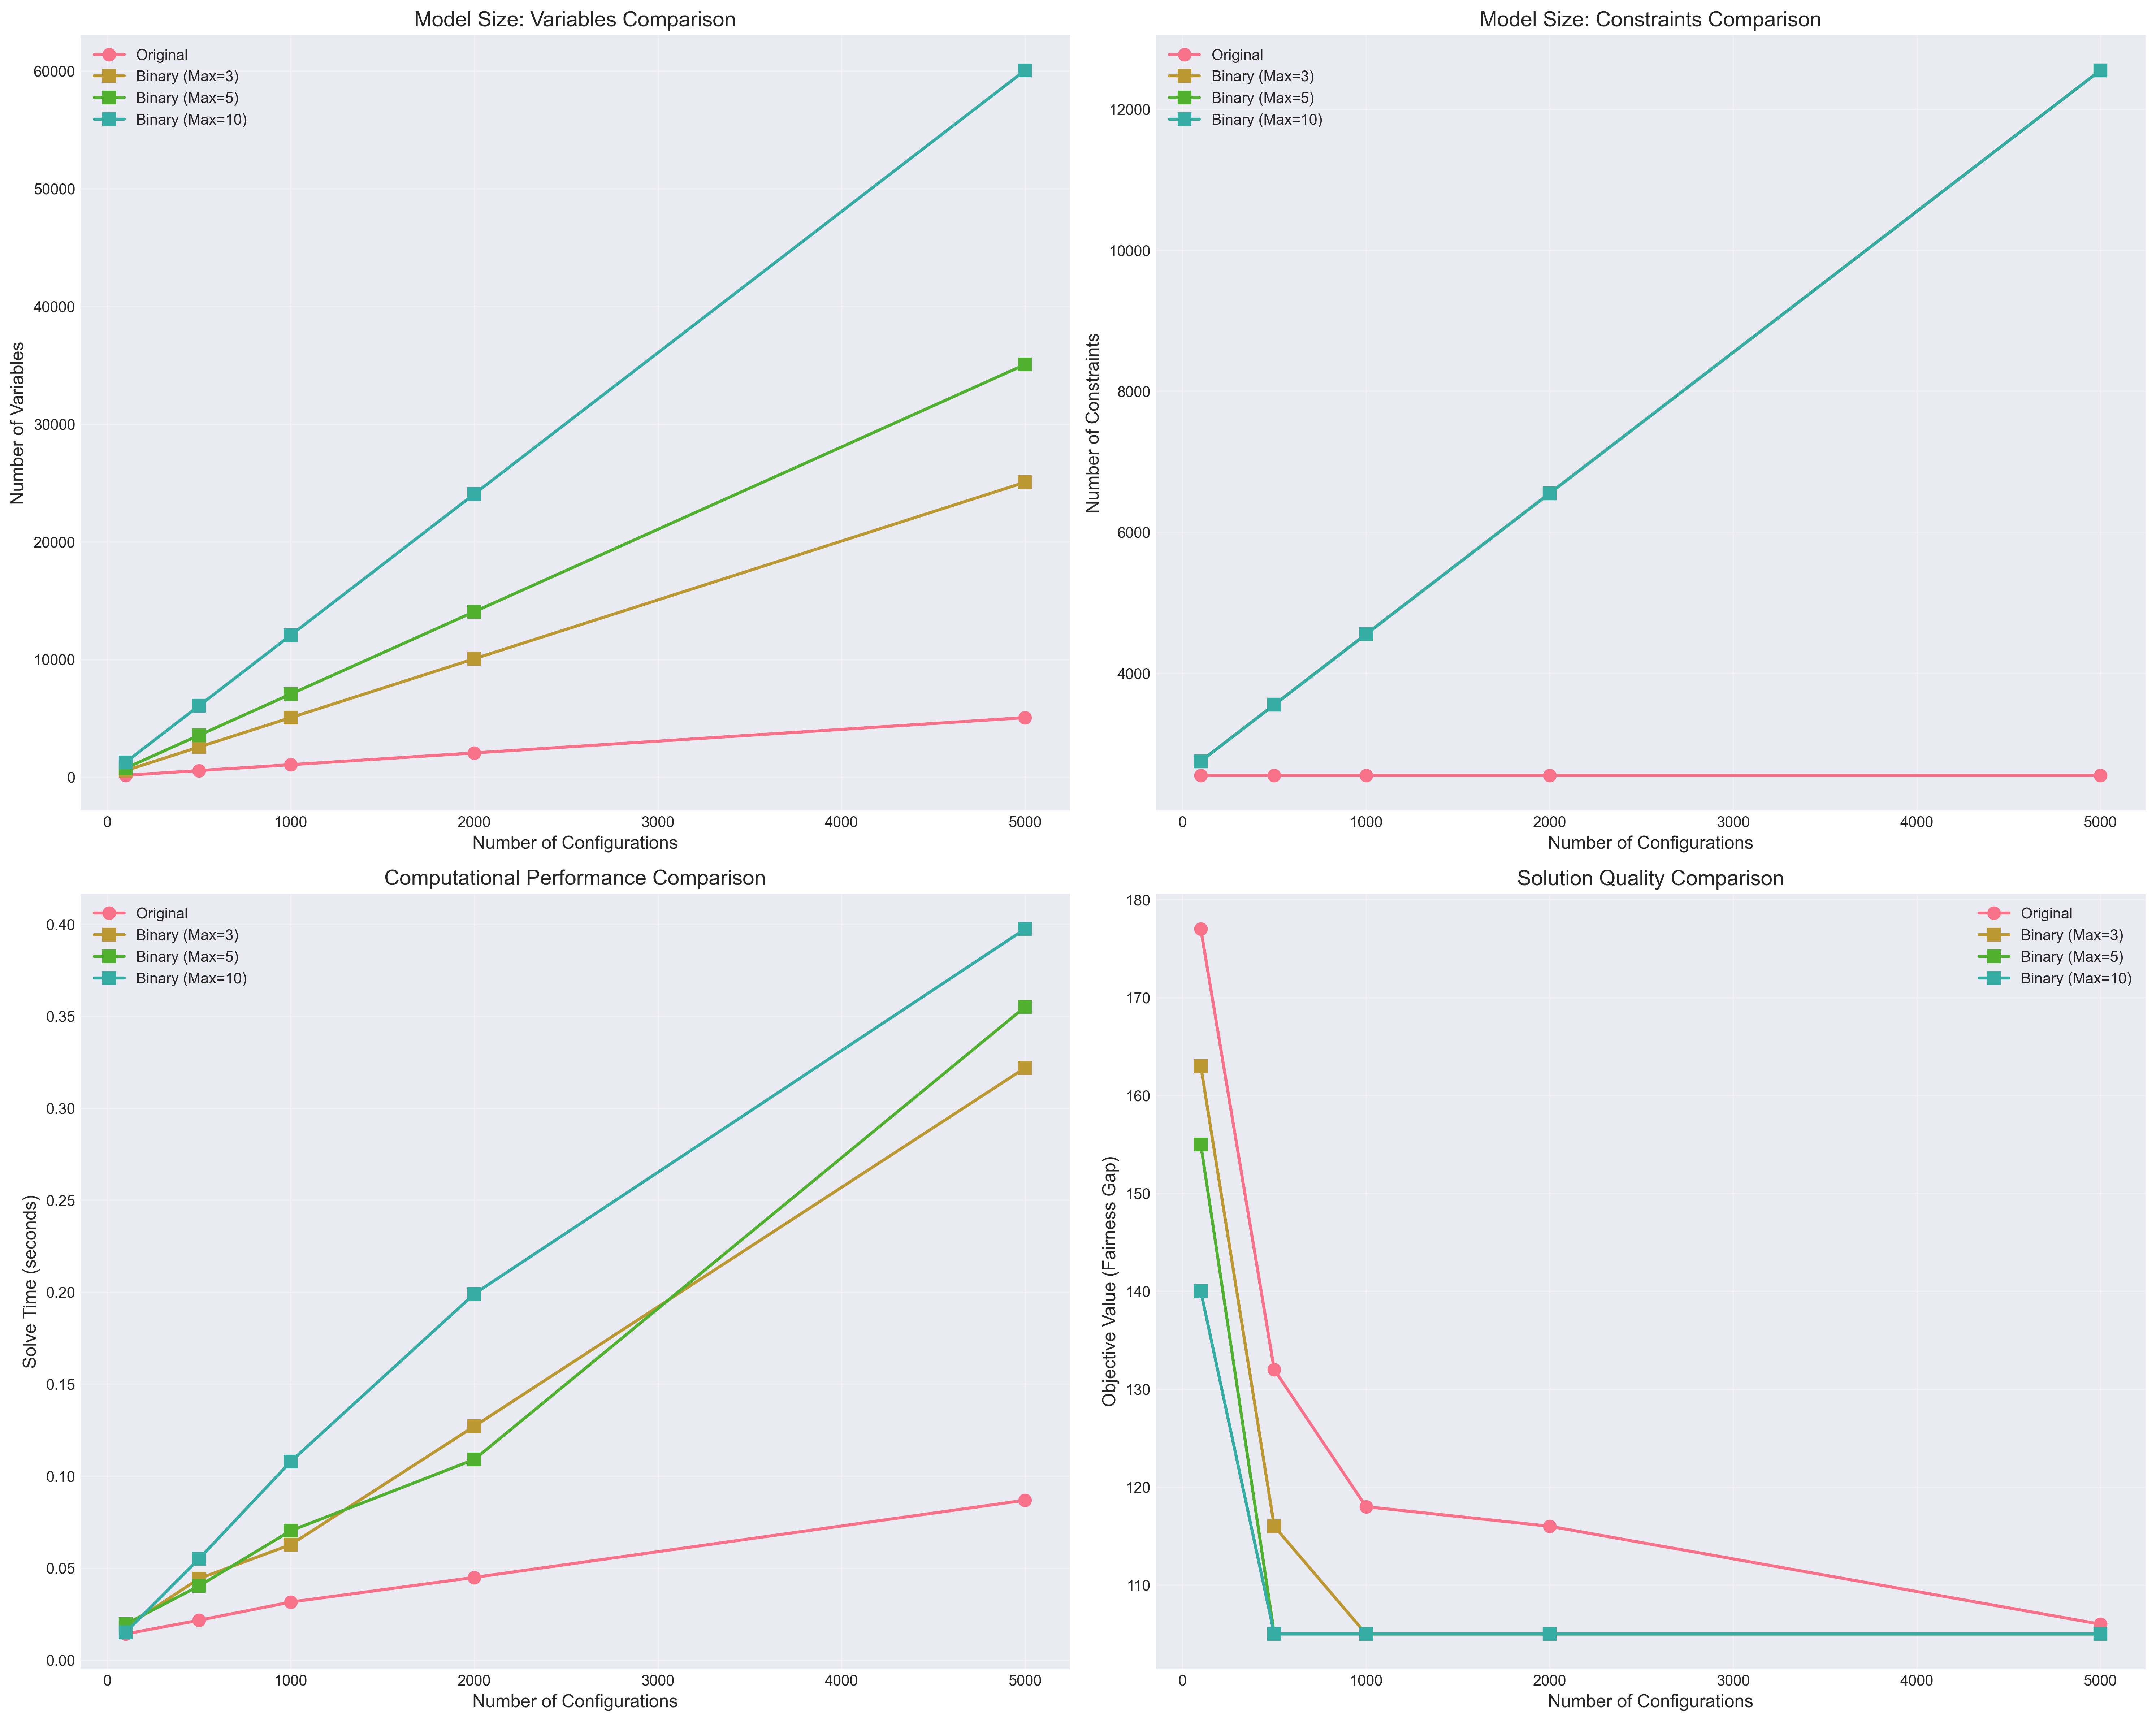 Model Size: Variables Comparison
Original
Binary (Max=3)
Binary (Max=5)
Binary (Max=10)
60000
50000
40000
30000
20000
10000
0
Number of Variables
0 1000 2000 3000 4000 5000
Number of Configurations
Model Size: Constraints Comparison
Original
Binary (Max=3)
Binary (Max=5)
Binary (Max=10)
12000
10000
8000
6000
4000
Number of Constraints
0 1000 2000 3000 4000 5000
Number of Configurations
Computational Performance Comparison
Original
Binary (Max=3)
Binary (Max=5)
Binary (Max=10)
0.40
0.35
0.30
0.25
0.20
0.15
0.10
0.05
0.00
Solve Time (seconds)
0 1000 2000 3000 4000 5000
Number of Configurations
Solution Quality Comparison
Original
Binary (Max=3)
Binary (Max=5)
Binary (Max=10)
180
170
160
150
140
130
120
110
Objective Value (Fairness Gap)
0 1000 2000 3000 4000 5000
Number of Configurations